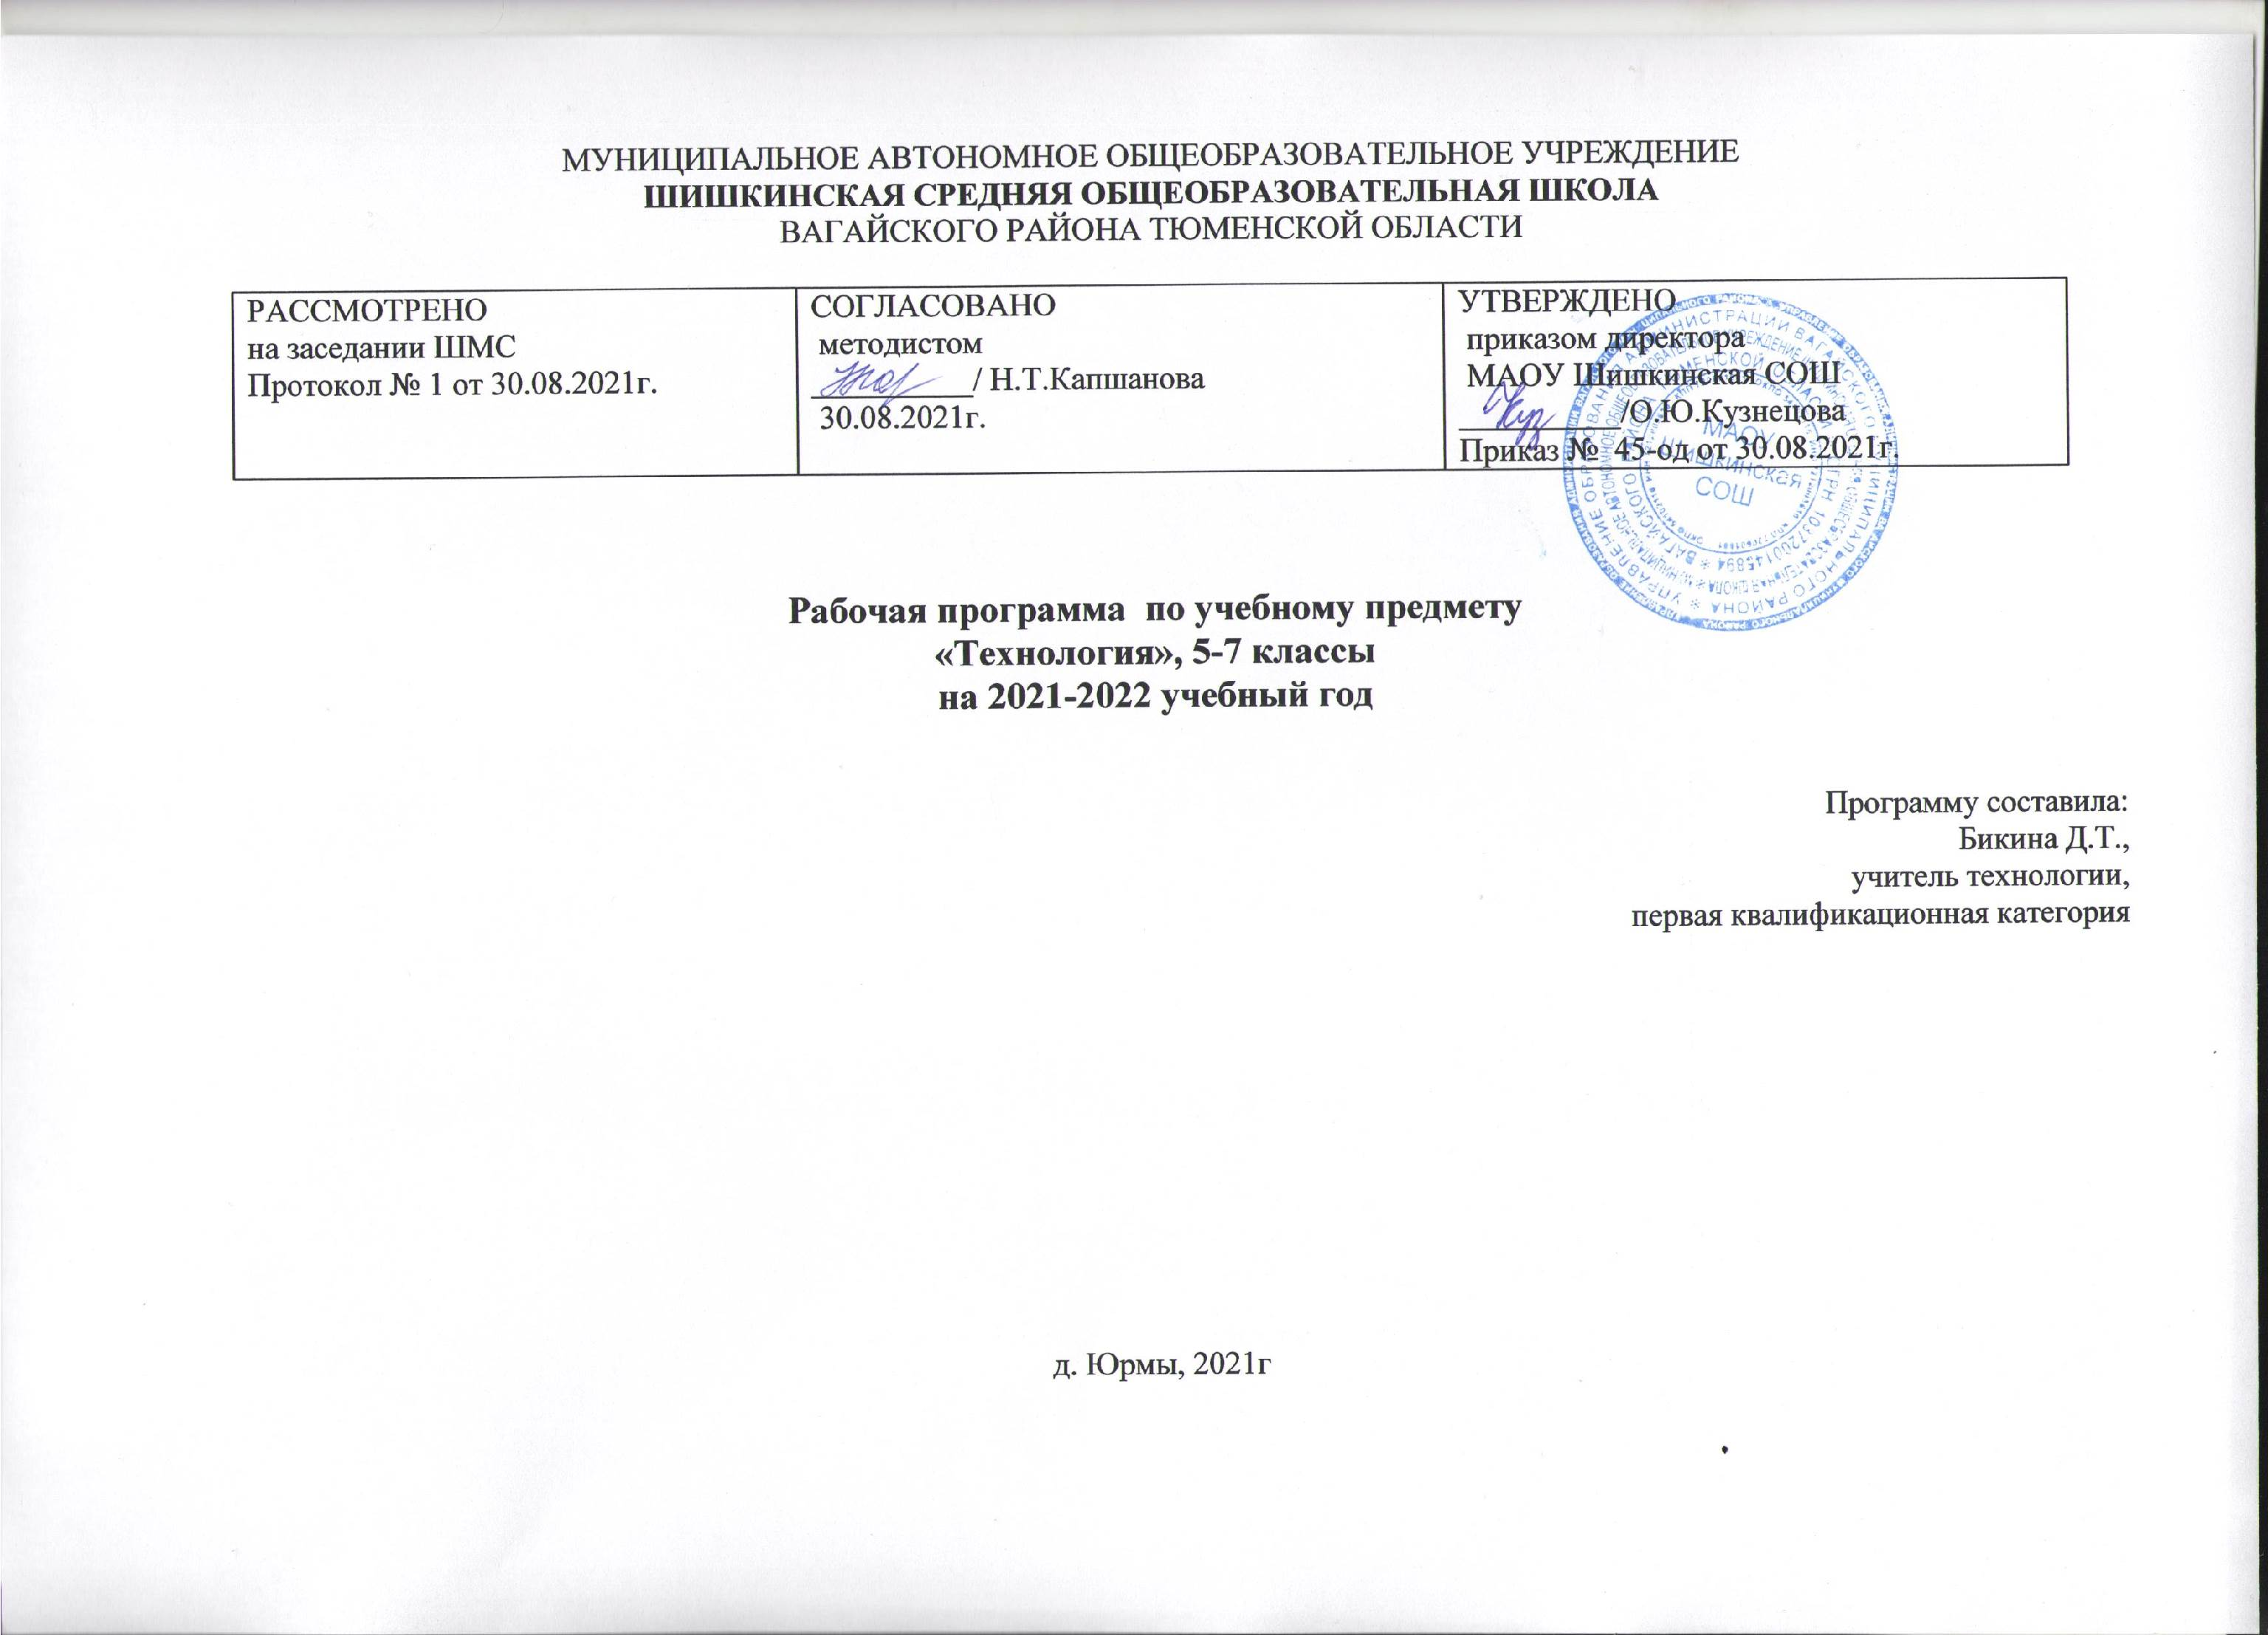 МУНИЦИПАЛЬНОЕ АВТОНОМНОЕ ОБЩЕОБРАЗОВАТЕЛЬНОЕ УЧРЕЖДЕНИЕ
ШИШКИНСКАЯ СРЕДНЯЯ ОБЩЕОБРАЗОВАТЕЛЬНАЯ ШКОЛА
ВАГАЙСКОГО РАЙОНА ТЮМЕНСКОЙ ОБЛАСТИ
РАССМОТРЕНО
на заседании ШМС
Протокол № 1 от 30.08.2021г.
СОГЛАСОВАНО
методистом
/ Н.Т.Капшанова
30.08.2021г.
УТВЕРЖДЕНО
приказом директора
МАОУ Шишкинская СОШ
/О.Ю.Кузнецова
Приказ № 45-од от 30.08.2021г.
МАОУ
Шишкинская
СОШ
Рабочая программа по учебному предмету
«Технология», 5-7 классы
на 2021-2022 учебный год
Программу составила:
Бикина Д.Т.,
учитель технологии,
первая квалификационная категория
д. Юрмы, 2021г